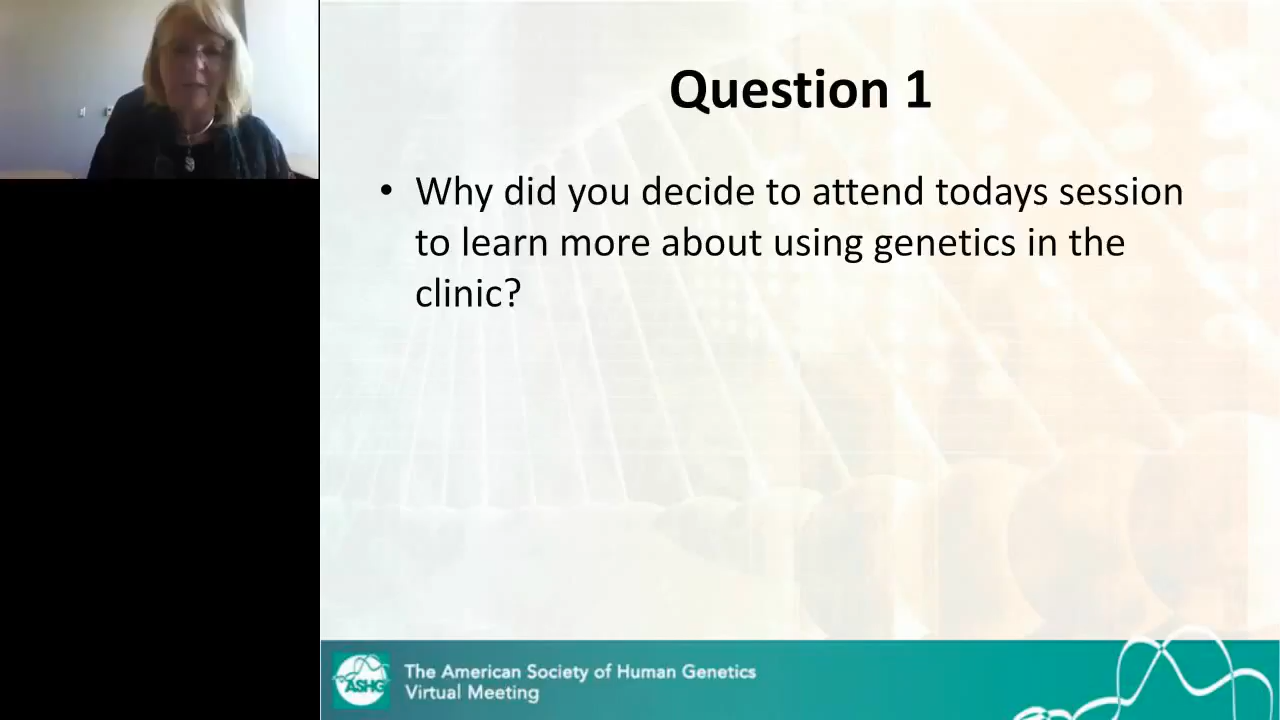 Question 1
• Why did you decide to attend todays session
to learn more about using genetics in the
clinic?
ASHG
The American Society of Human Genetics
Virtual Meeting